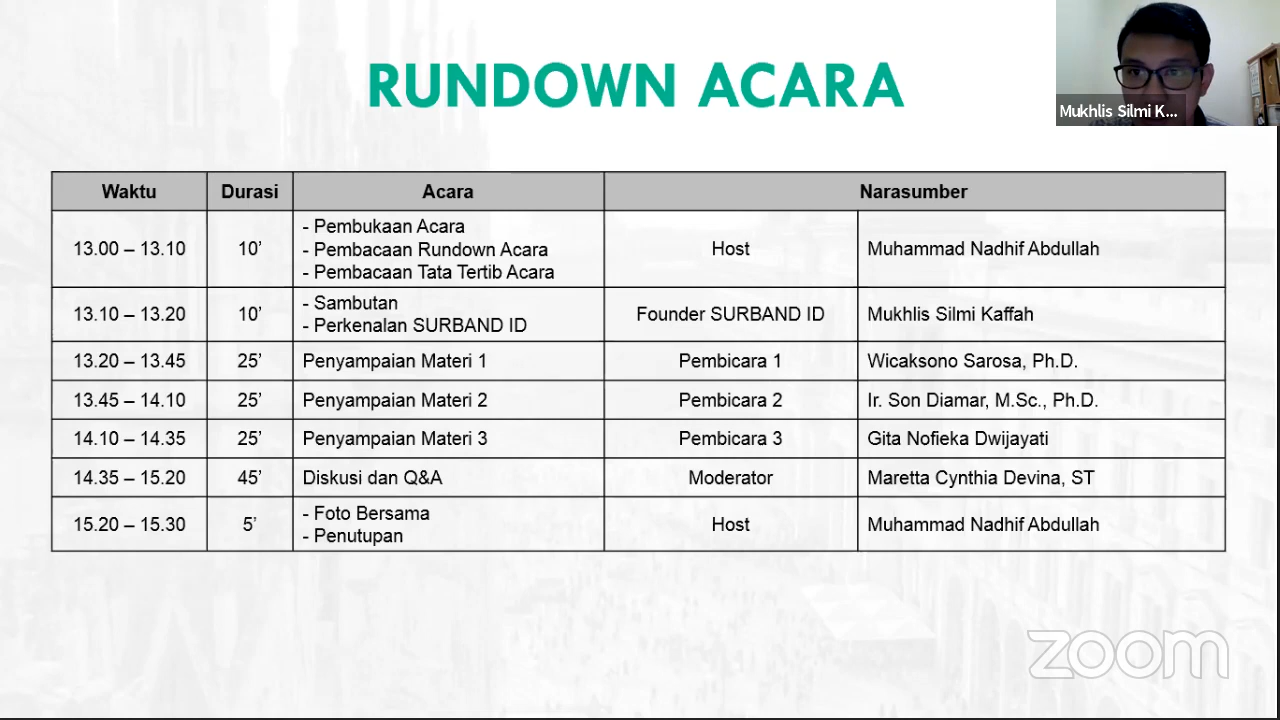 RUNDOWN ACARA
Mukhlis Silmi K...
Waktu Durasi Acara Narasumber
13.00 – 13.10 10’ - Pembukaan Acara
- Pembacaan Rundown Acara
- Pembacaan Tata Tertib Acara Host Muhammad Nadhif Abdullah
13.10 – 13.20 10’ - Sambutan
- Perkenalan SURBAND ID Founder SURBAND ID Mukhlis Silmi Kaffah
13.20 – 13.45 25’ Penyampaian Materi 1 Pembicara 1 Wicaksono Sarosa, Ph.D.
13.45 – 14.10 25’ Penyampaian Materi 2 Pembicara 2 Ir. Son Diamar, M.Sc., Ph.D.
14.10 – 14.35 25’ Penyampaian Materi 3 Pembicara 3 Gita Nofieka Dwijayati
14.35 – 15.20 45’ Diskusi dan Q&A Moderator Maretta Cynthia Devina, ST
15.20 – 15.30 5’ - Foto Bersama
- Penutupan Host Muhammad Nadhif Abdullah
zoom